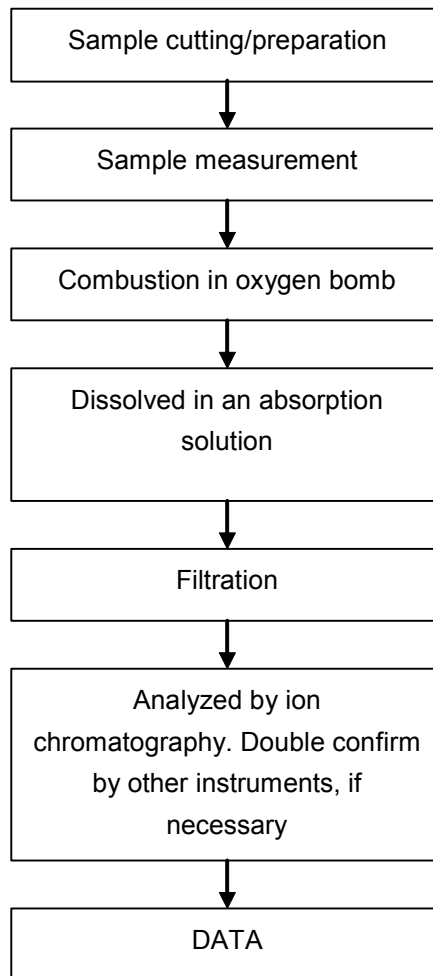 Sample cutting/preparation
Sample measurement
Combustion in oxygen bomb
Dissolved in an absorption
solution
Filtration
Analyzed by ion
chromatography. Double confirm
by other instruments, if
necessary
DATA